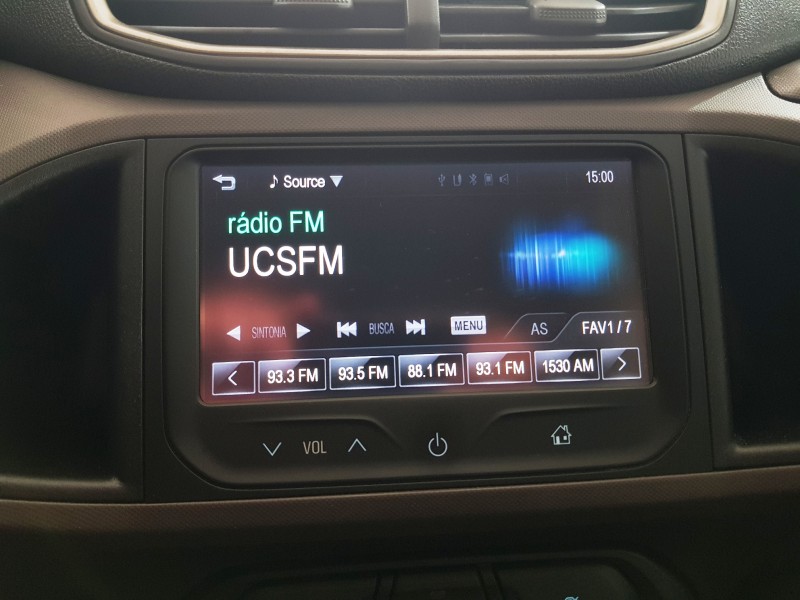 ♪ Source ▼ 15:00
rádio FM
UCSFM
◀ SINTONIA ▶ BUSCA MENU AS FAV1 / 7
< 93.3 FM 93.5 FM 88.1 FM 93.1 FM 1530 AM >
VOL